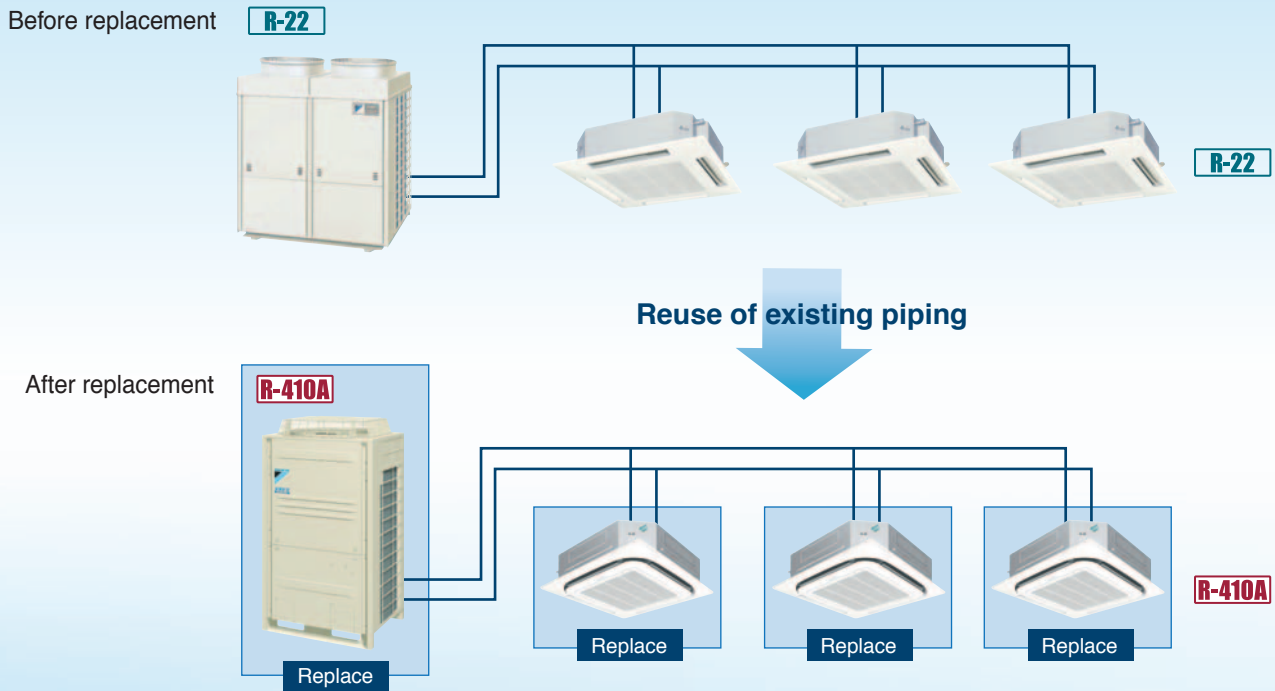 Before replacement R-22
R-22
Reuse of existing piping
After replacement
R-410A
R-410A
Replace Replace Replace
Replace